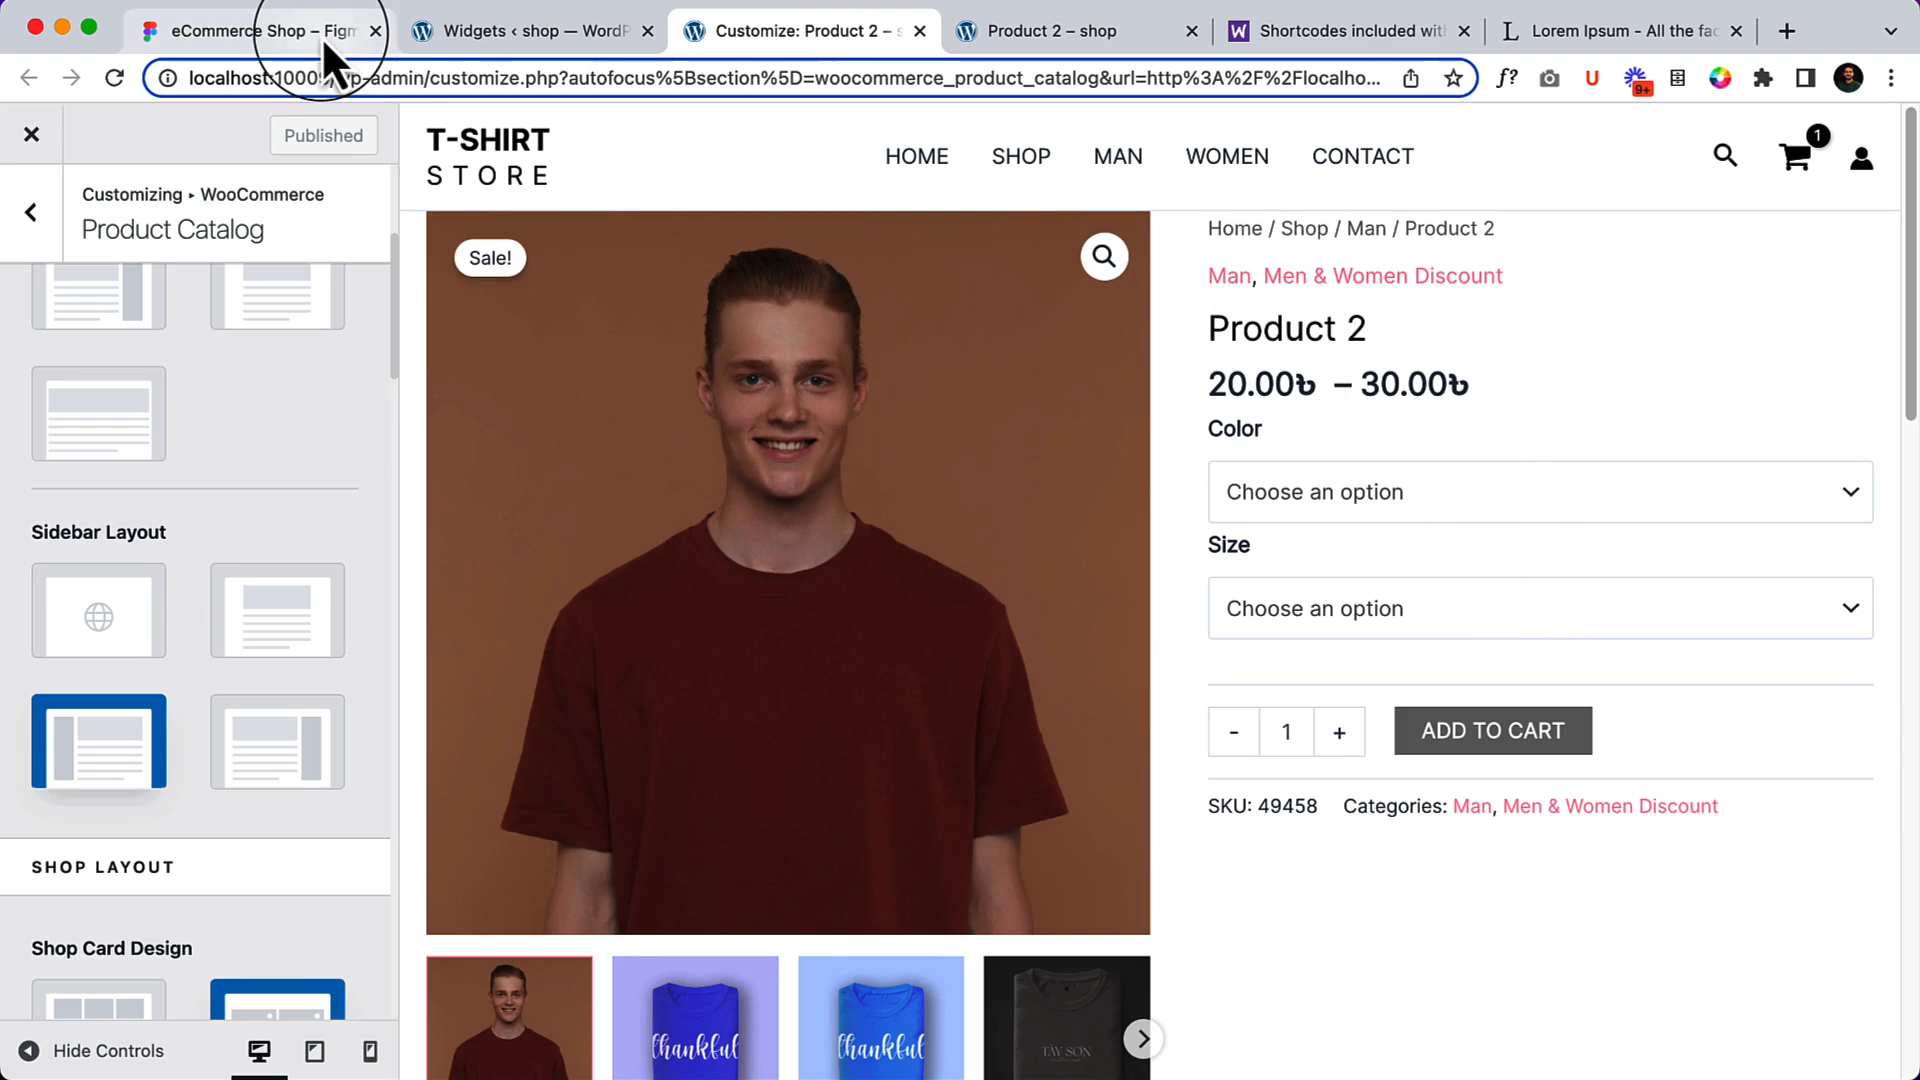 eCommerce Shop – Figm
Widgets ‹ shop — WordP
Customize: Product 2 – s
Product 2 – shop
Shortcodes included wit
Lorem Ipsum - All the fac
-admin/customize.php?autofocus%5Bsection%5D=woocommerce_product_catalog&url=http%3A%2F%2Flocalho...
f?
U
9+
Published
Customizing ▸ WooCommerce
Product Catalog
Sidebar Layout
SHOP LAYOUT
Shop Card Design
Hide Controls
T-SHIRT
STORE
HOME
SHOP
MAN
WOMEN
CONTACT
1
Sale!
Home / Shop / Man / Product 2
Man, Men & Women Discount
Product 2
20.00৳ – 30.00৳
Color
Choose an option
Size
Choose an option
- 1 +
ADD TO CART
SKU: 49458 Categories: Man, Men & Women Discount
thankful
thankful
TÂY SƠN